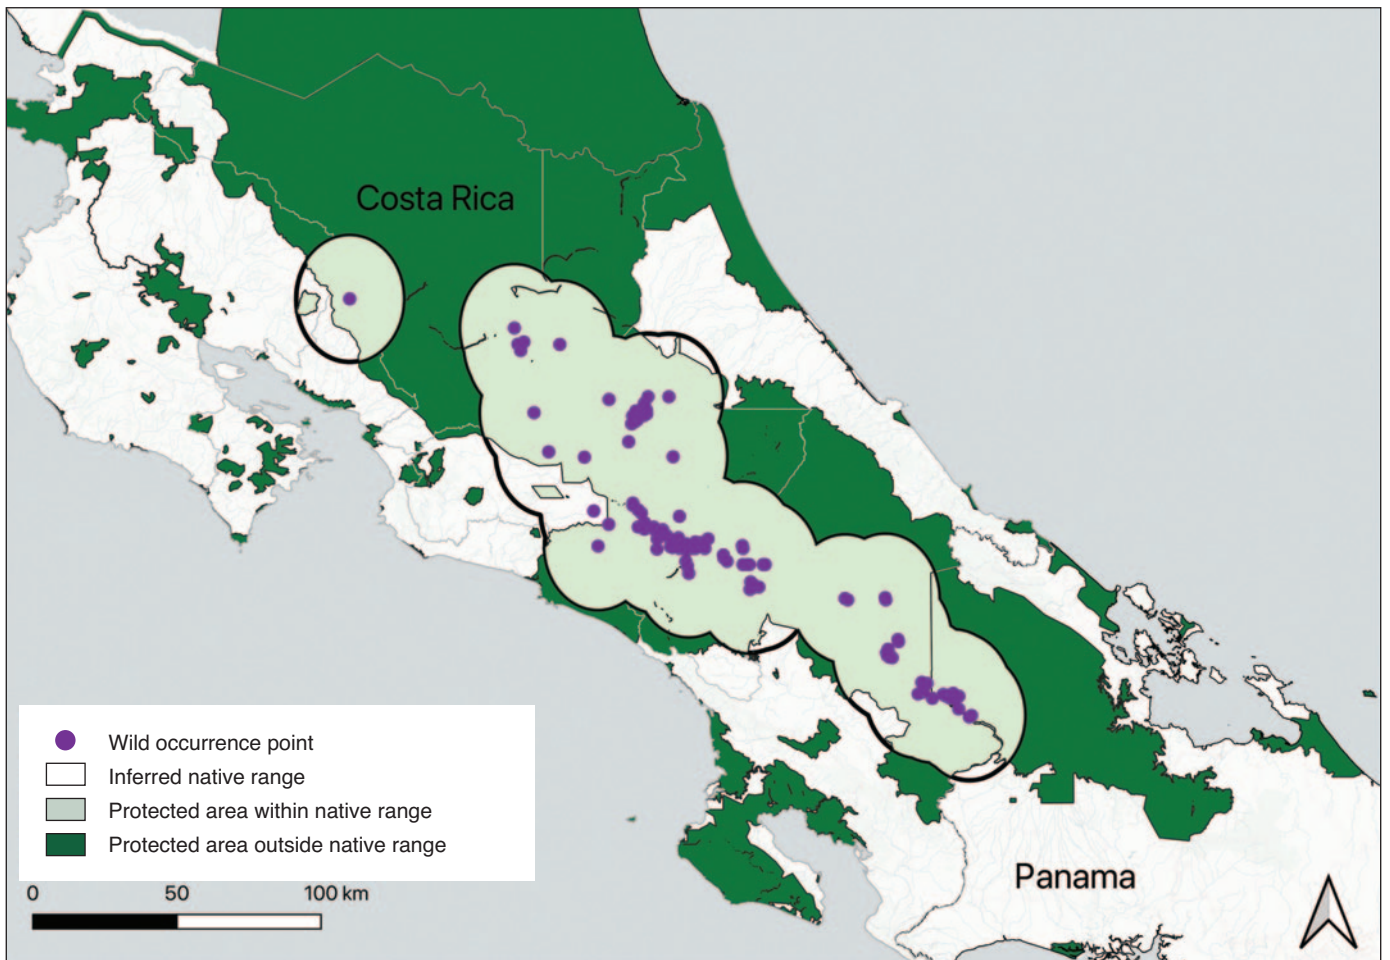 Costa Rica
Wild occurrence point
Inferred native range
Protected area within native range
Protected area outside native range
0 50 100 km
Panama